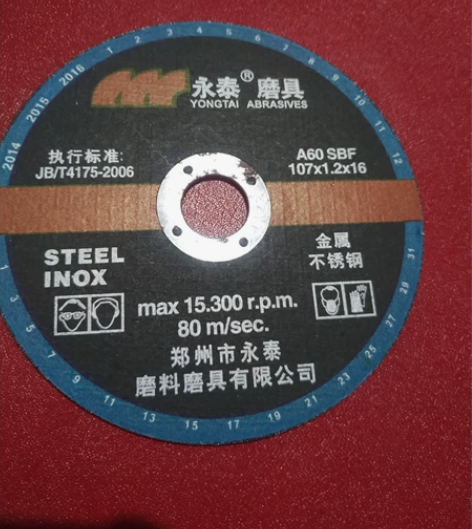 2014 2015 2016 1 2 3 4 5 6 7 8 9 10 11 12
永泰®磨具
YONGTAI ABRASIVES
执行标准:
JB/T4175-2006
A60 SBF
107x1.2x16
STEEL
INOX
金属
不锈钢
max 15.300 r.p.m.
80 m/sec.
郑州市永泰
磨料磨具有限公司
1 3 5 7 9 11 13 15 17 19 21 23 25 27 29 31